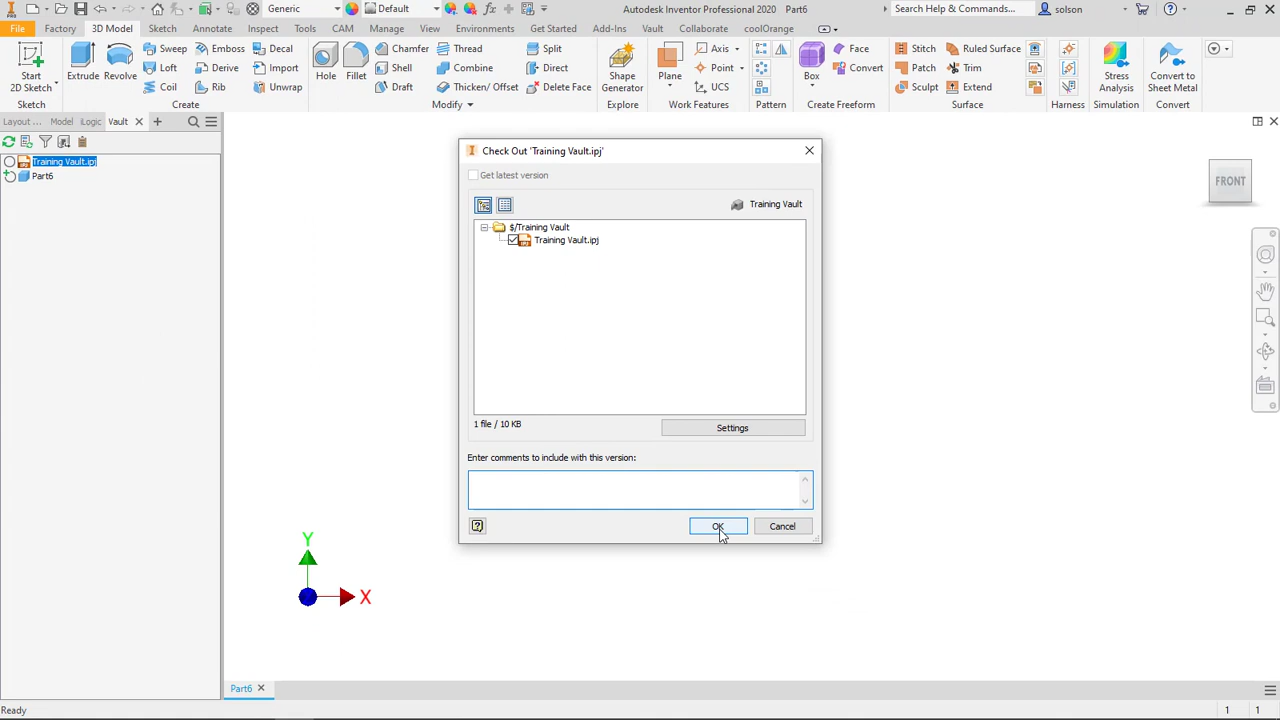 Generic
Default
Autodesk Inventor Professional 2020 Part6
Search Help & Commands...
solson
File Factory 3D Model Sketch Annotate Inspect Tools CAM Manage View Environments Get Started Add-Ins Vault Collaborate coolOrange
Start 2D Sketch
Extrude Revolve
Sweep Emboss Decal
Loft Derive Import
Coil Rib Unwrap
Hole Fillet
Chamfer Thread Split
Shell Combine Direct
Draft Thicken/ Offset Delete Face
Shape Generator
Plane
Axis
Point
UCS
Box
Face
Convert
Stitch Ruled Surface
Patch Trim
Sculpt Extend
Stress Analysis
Convert to Sheet Metal
Sketch Create Modify Explore Work Features Pattern Create Freeform Surface Harness Simulation Convert
Layout ... Model iLogic Vault
Training Vault.ipj
Part6
Check Out 'Training Vault.ipj'
Get latest version
Training Vault
$/Training Vault
Training Vault.ipj
1 file / 10 KB
Settings
Enter comments to include with this version:
OK Cancel
FRONT
Y
X
Part6
Ready
1 1